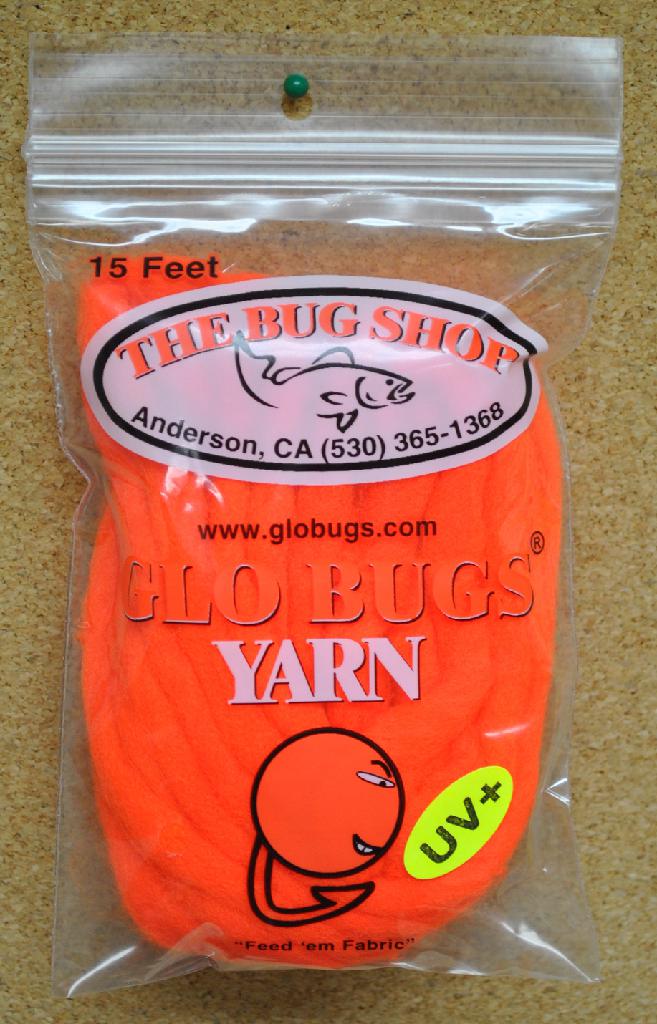 15 Feet
THE BUG SHOP
Anderson, CA (530) 365-1368
www.globugs.com
GLO BUGS®
YARN
UV+
"Feed 'em Fabric"